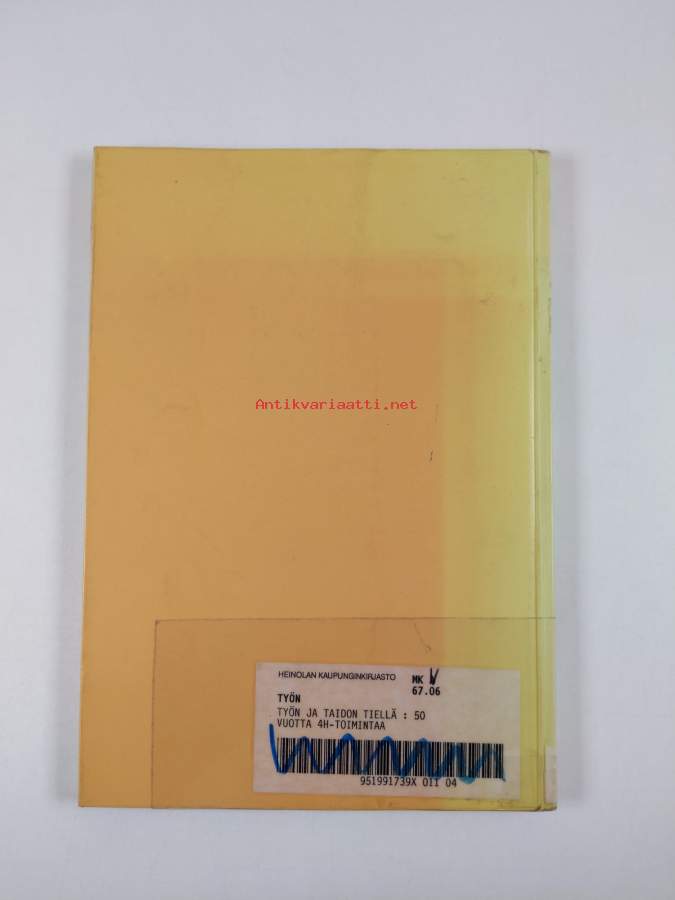 Antikvariaatti.net
HEINOLAN KAUPUNGINKIRJASTO MK
67.06
TYÖN
TYÖN JA TAIDON TIELLÄ : 50
VUOTTA 4H-TOIMINTAA
951991739X OII 04